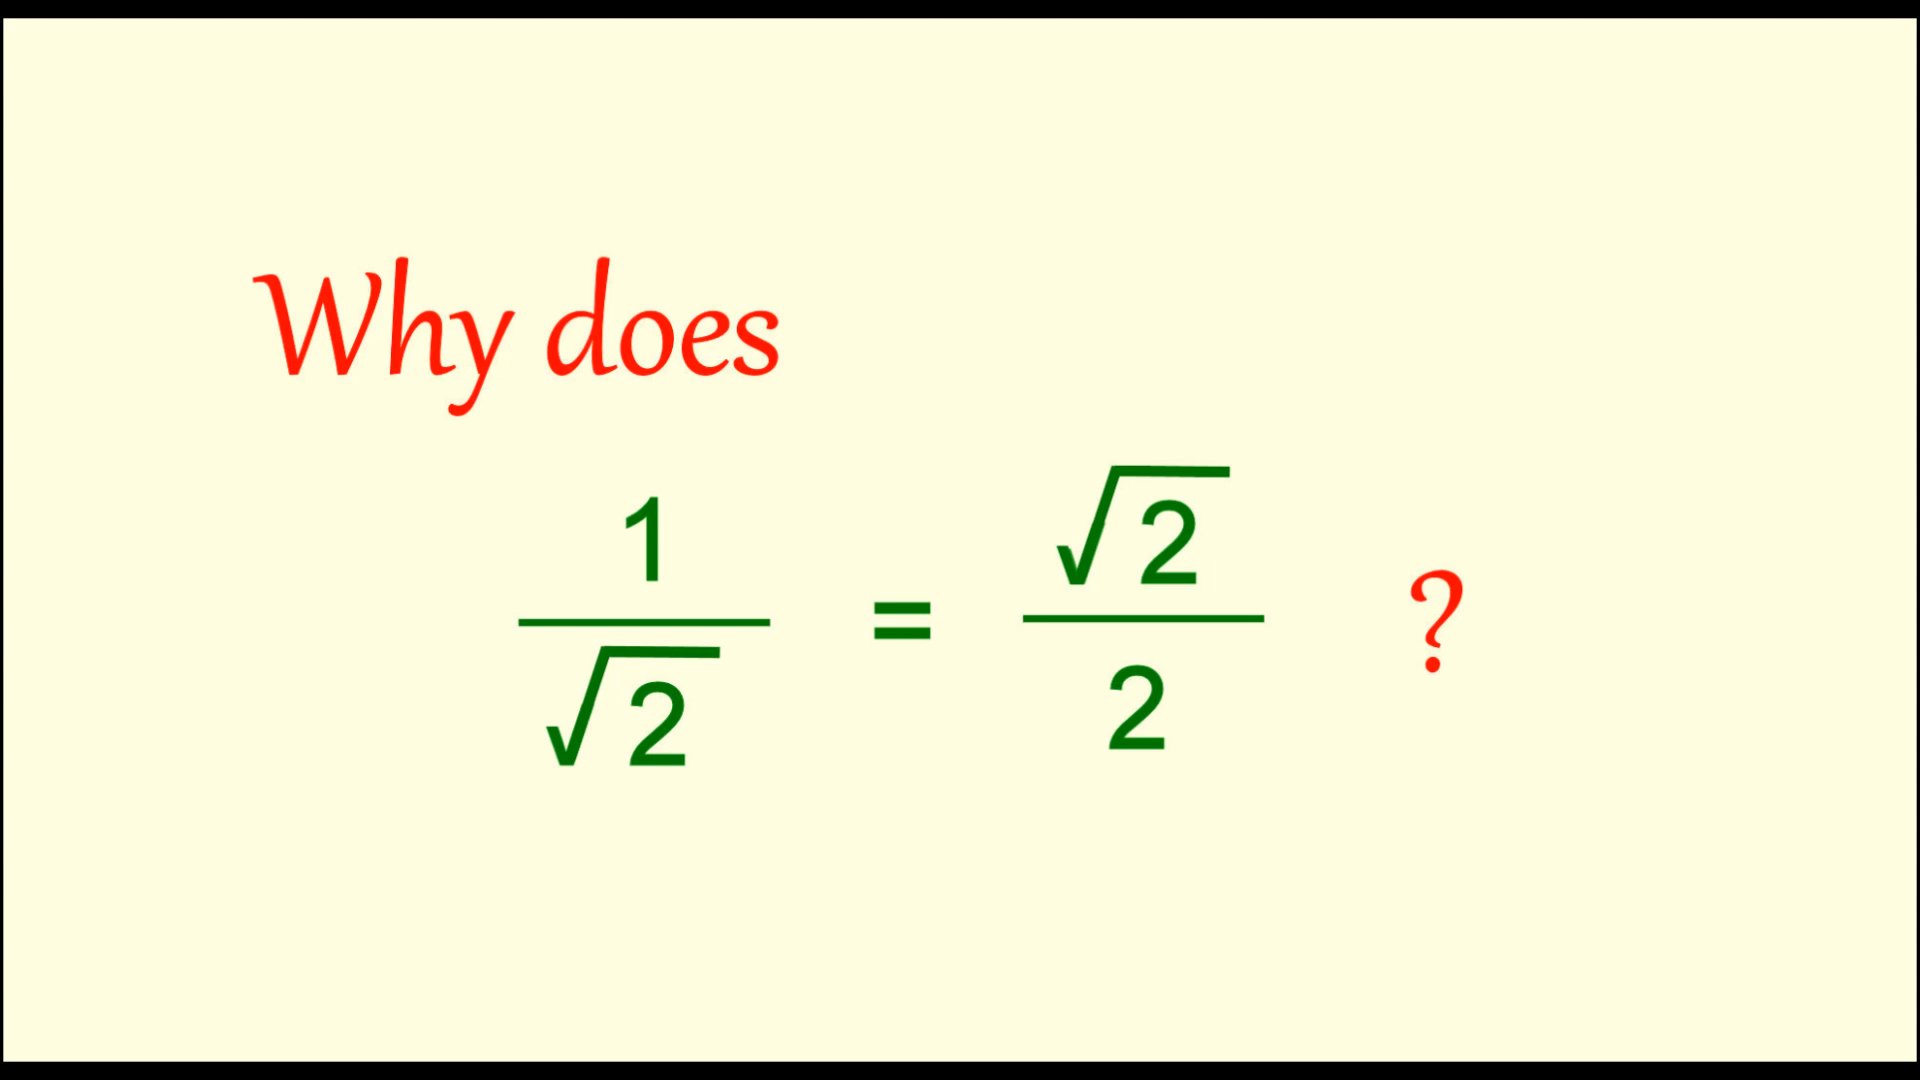 Why does
1/√2 = √2/2 ?